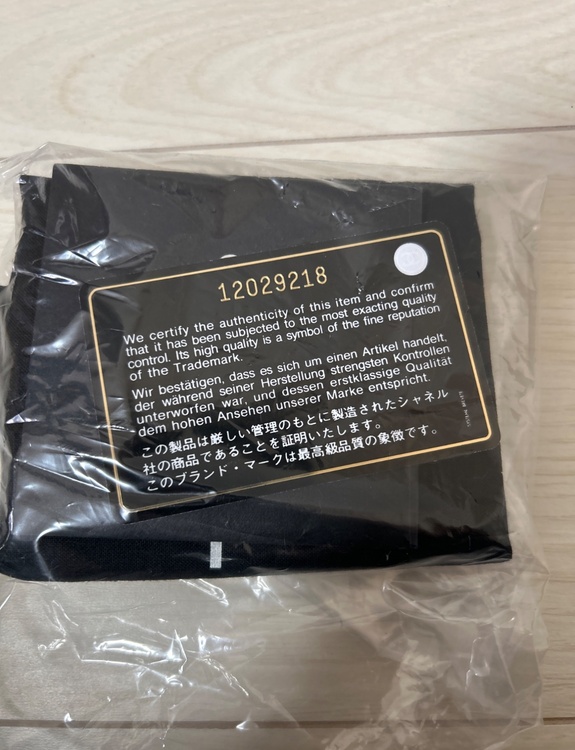 12029218
We certify the authenticity of this item and confirm
that it has been subjected to the most exacting quality
control. Its high quality is a symbol of the fine reputation
of the Trademark.
Wir bestätigen, dass es sich um einen Artikel handelt,
der während seiner Herstellung strengsten Kontrollen
unterworfen war, und dessen erstklassige Qualität
dem hohen Ansehen unserer Marke entspricht.
この製品は厳しい管理のもとに製造されたシャネル
社の商品であることを証明いたします。
このブランド・マークは最高級品質の象徴です。